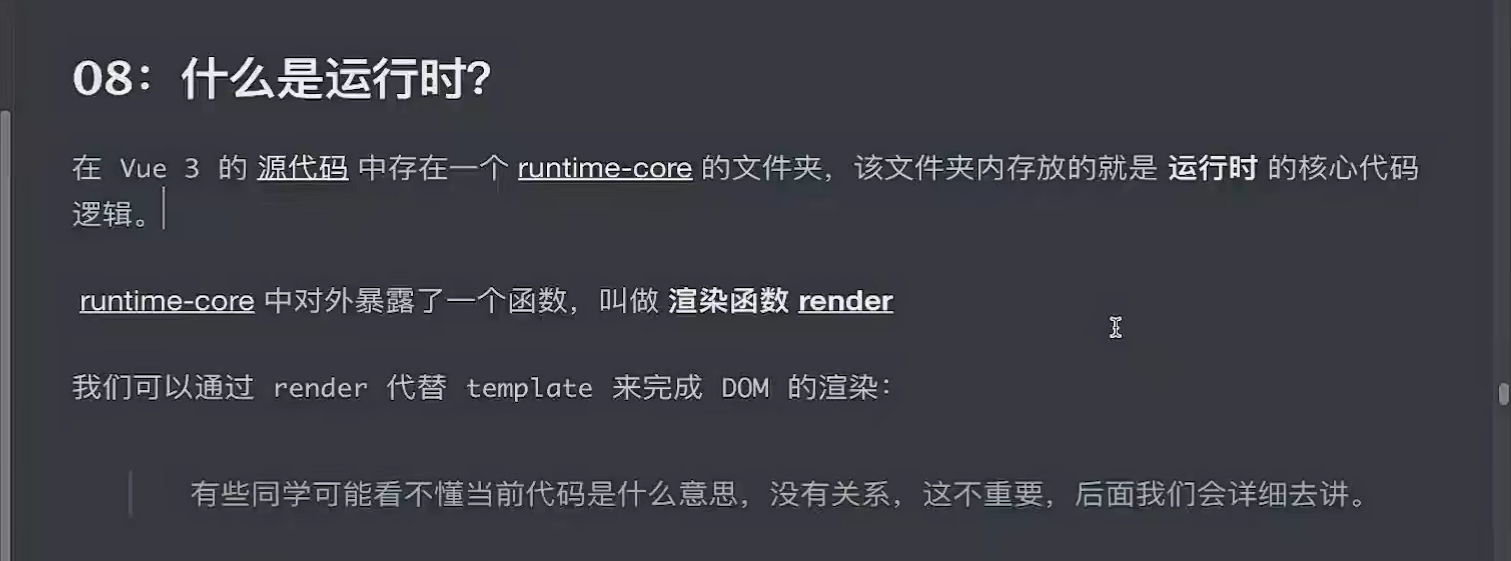 08：什么是运行时?
在 Vue 3 的 源代码 中存在一个 runtime-core 的文件夹，该文件夹内存放的就是 运行时 的核心代码
逻辑。
runtime-core 中对外暴露了一个函数，叫做 渲染函数 render
我们可以通过 render 代替 template 来完成 DOM 的渲染：
有些同学可能看不懂当前代码是什么意思，没有关系，这不重要，后面我们会详细去讲。